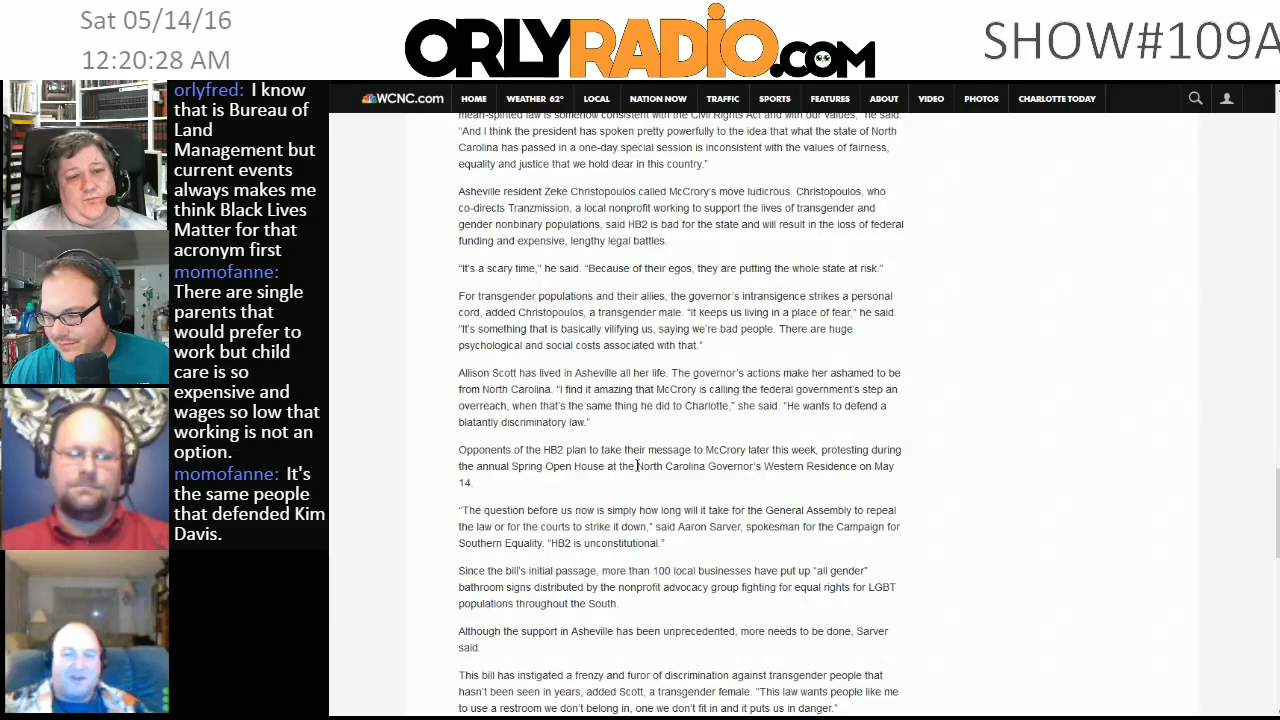 Sat 05/14/16
12:20:28 AM
ORLYRADIO.COM
SHOW#109A
orlyfred: I know
that is Bureau of
Land
Management but
current events
always makes me
think Black Lives
Matter for that
acronym first
momofanne:
There are single
parents that
would prefer to
work but child
care is so
expensive and
wages so low that
working is not an
option.
momofanne: It's
the same people
that defended Kim
Davis.
WCNC.com HOME WEATHER 62° LOCAL NATION NOW TRAFFIC SPORTS FEATURES ABOUT VIDEO PHOTOS CHARLOTTE TODAY
mean-spirited law is somehow consistent with the Civil Rights Act and with our values," he said.
"And I think the president has spoken pretty powerfully to the idea that what the state of North
Carolina has passed in a one-day special session is inconsistent with the values of fairness,
equality and justice that we hold dear in this country."
Asheville resident Zeke Christopoulos called McCrory's move ludicrous. Christopoulos, who
co-directs Tranzmission, a local nonprofit working to support the lives of transgender and
gender nonbinary populations, said HB2 is bad for the state and will result in the loss of federal
funding and expensive, lengthy legal battles.
"It's a scary time," he said. "Because of their egos, they are putting the whole state at risk."
For transgender populations and their allies, the governor's intransigence strikes a personal
cord, added Christopoulos, a transgender male. "It keeps us living in a place of fear," he said.
"It's something that is basically vilifying us, saying we're bad people. There are huge
psychological and social costs associated with that."
Allison Scott has lived in Asheville all her life. The governor's actions make her ashamed to be
from North Carolina. "I find it amazing that McCrory is calling the federal government's step an
overreach, when that's the same thing he did to Charlotte," she said. "He wants to defend a
blatantly discriminatory law."
Opponents of the HB2 plan to take their message to McCrory later this week, protesting during
the annual Spring Open House at the North Carolina Governor's Western Residence on May
14.
"The question before us now is simply how long will it take for the General Assembly to repeal
the law or for the courts to strike it down," said Aaron Sarver, spokesman for the Campaign for
Southern Equality. "HB2 is unconstitutional."
Since the bill's initial passage, more than 100 local businesses have put up "all gender"
bathroom signs distributed by the nonprofit advocacy group fighting for equal rights for LGBT
populations throughout the South.
Although the support in Asheville has been unprecedented, more needs to be done, Sarver
said.
This bill has instigated a frenzy and furor of discrimination against transgender people that
hasn't been seen in years, added Scott, a transgender female. "This law wants people like me
to use a restroom we don't belong in, one we don't fit in and it puts us in danger."